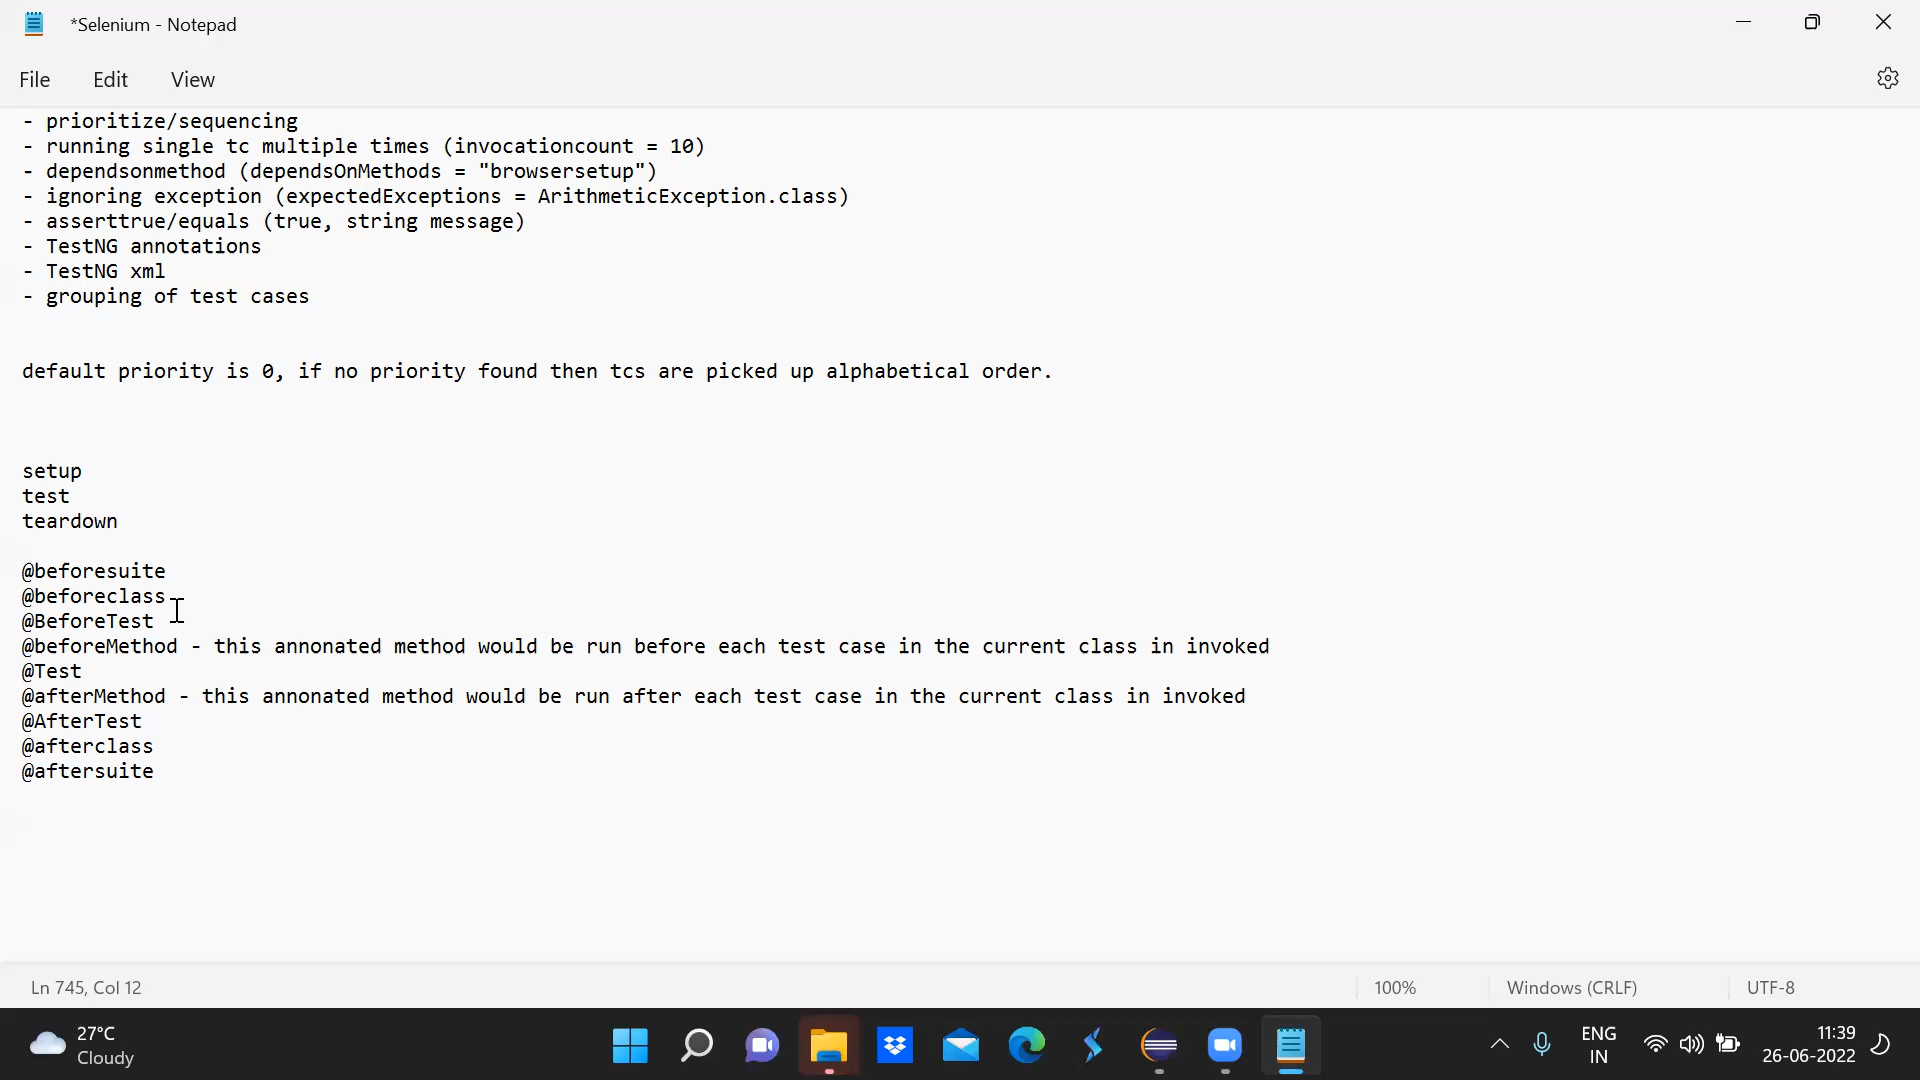 *Selenium - Notepad
File Edit View
- prioritize/sequencing
- running single tc multiple times (invocationcount = 10)
- dependsonmethod (dependsOnMethods = "browsersetup")
- ignoring exception (expectedExceptions = ArithmeticException.class)
- asserttrue/equals (true, string message)
- TestNG annotations
- TestNG xml
- grouping of test cases
default priority is 0, if no priority found then tcs are picked up alphabetical order.
setup
test
teardown
@beforesuite
@beforeclass
@BeforeTest
@beforeMethod - this annonated method would be run before each test case in the current class in invoked
@Test
@afterMethod - this annonated method would be run after each test case in the current class in invoked
@AfterTest
@afterclass
@aftersuite
Ln 745, Col 12 100% Windows (CRLF) UTF-8
27°C
Cloudy
ENG
IN
11:39
26-06-2022